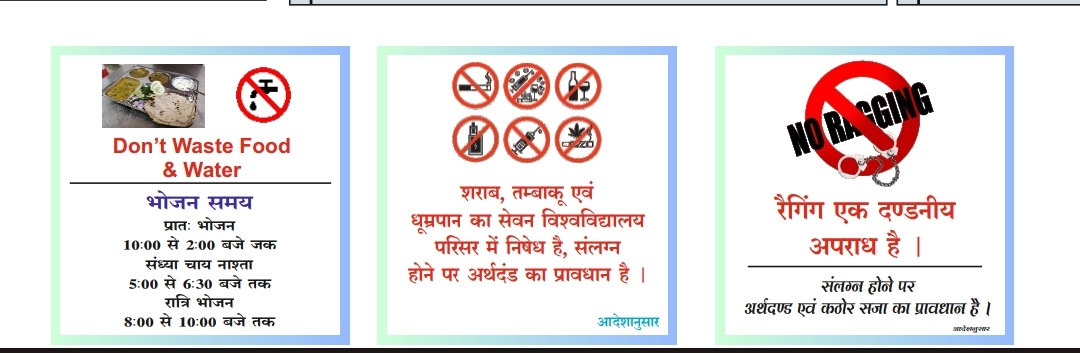 Don't Waste Food
& Water
भोजन समय
प्रातः भोजन
10:00 से 2:00 बजे जक
संध्या चाय नाश्ता
5:00 से 6:30 बजे तक
रात्रि भोजन
8:00 से 10:00 बजे तक
शराब, तम्बाकू एवं
धूम्रपान का सेवन विश्वविद्यालय
परिसर में निषेध है, संलग्न
होने पर अर्थदंड का प्रावधान है |
आदेशानुसार
NO RAGGING
रैगिंग एक दण्डनीय
अपराध है |
संलग्न होने पर
अर्थदण्ड एवं कठोर सजा का प्रावधान है |
आदेशानुसार